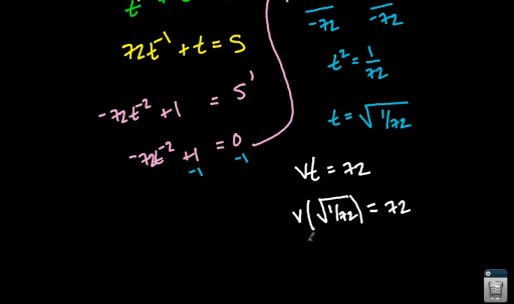 72t⁻¹ + t = S
-72t⁻² + 1 = S'
-72t⁻² + 1 = 0
-1 -1
-72 -72
t² = 1/72
t = √1/72
vt = 72
v(√1/72) = 72